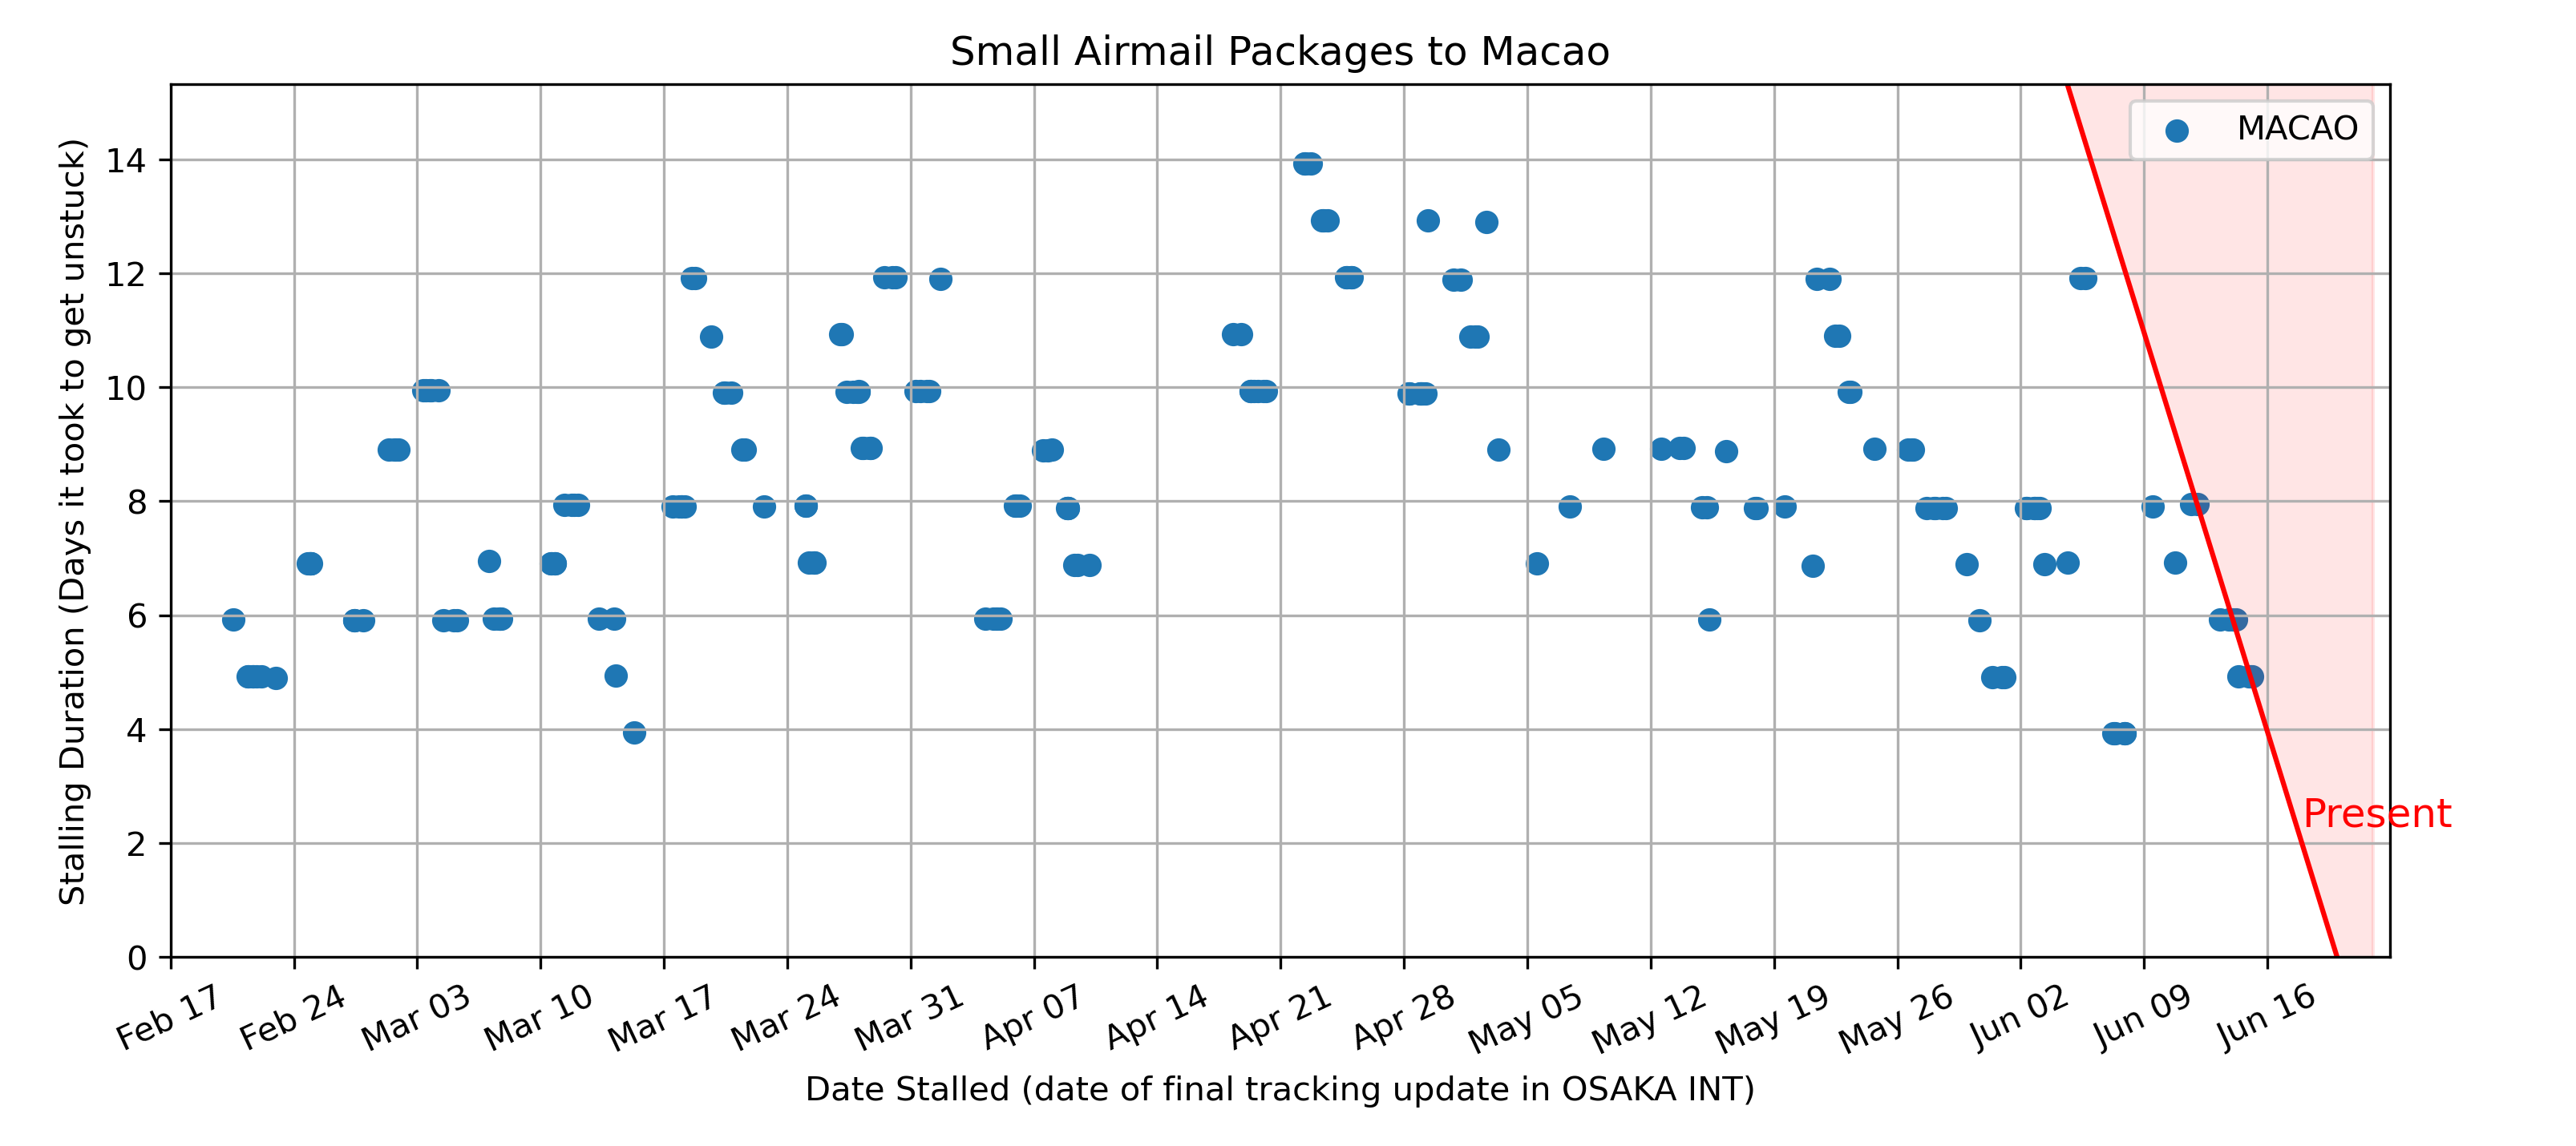 Small Airmail Packages to Macao
MACAO
Stalling Duration (Days it took to get unstuck)
14
12
10
8
6
4
2
0
Present
Feb 17
Feb 24
Mar 03
Mar 10
Mar 17
Mar 24
Mar 31
Apr 07
Apr 14
Apr 21
Apr 28
May 05
May 12
May 19
May 26
Jun 02
Jun 09
Jun 16
Date Stalled (date of final tracking update in OSAKA INT)